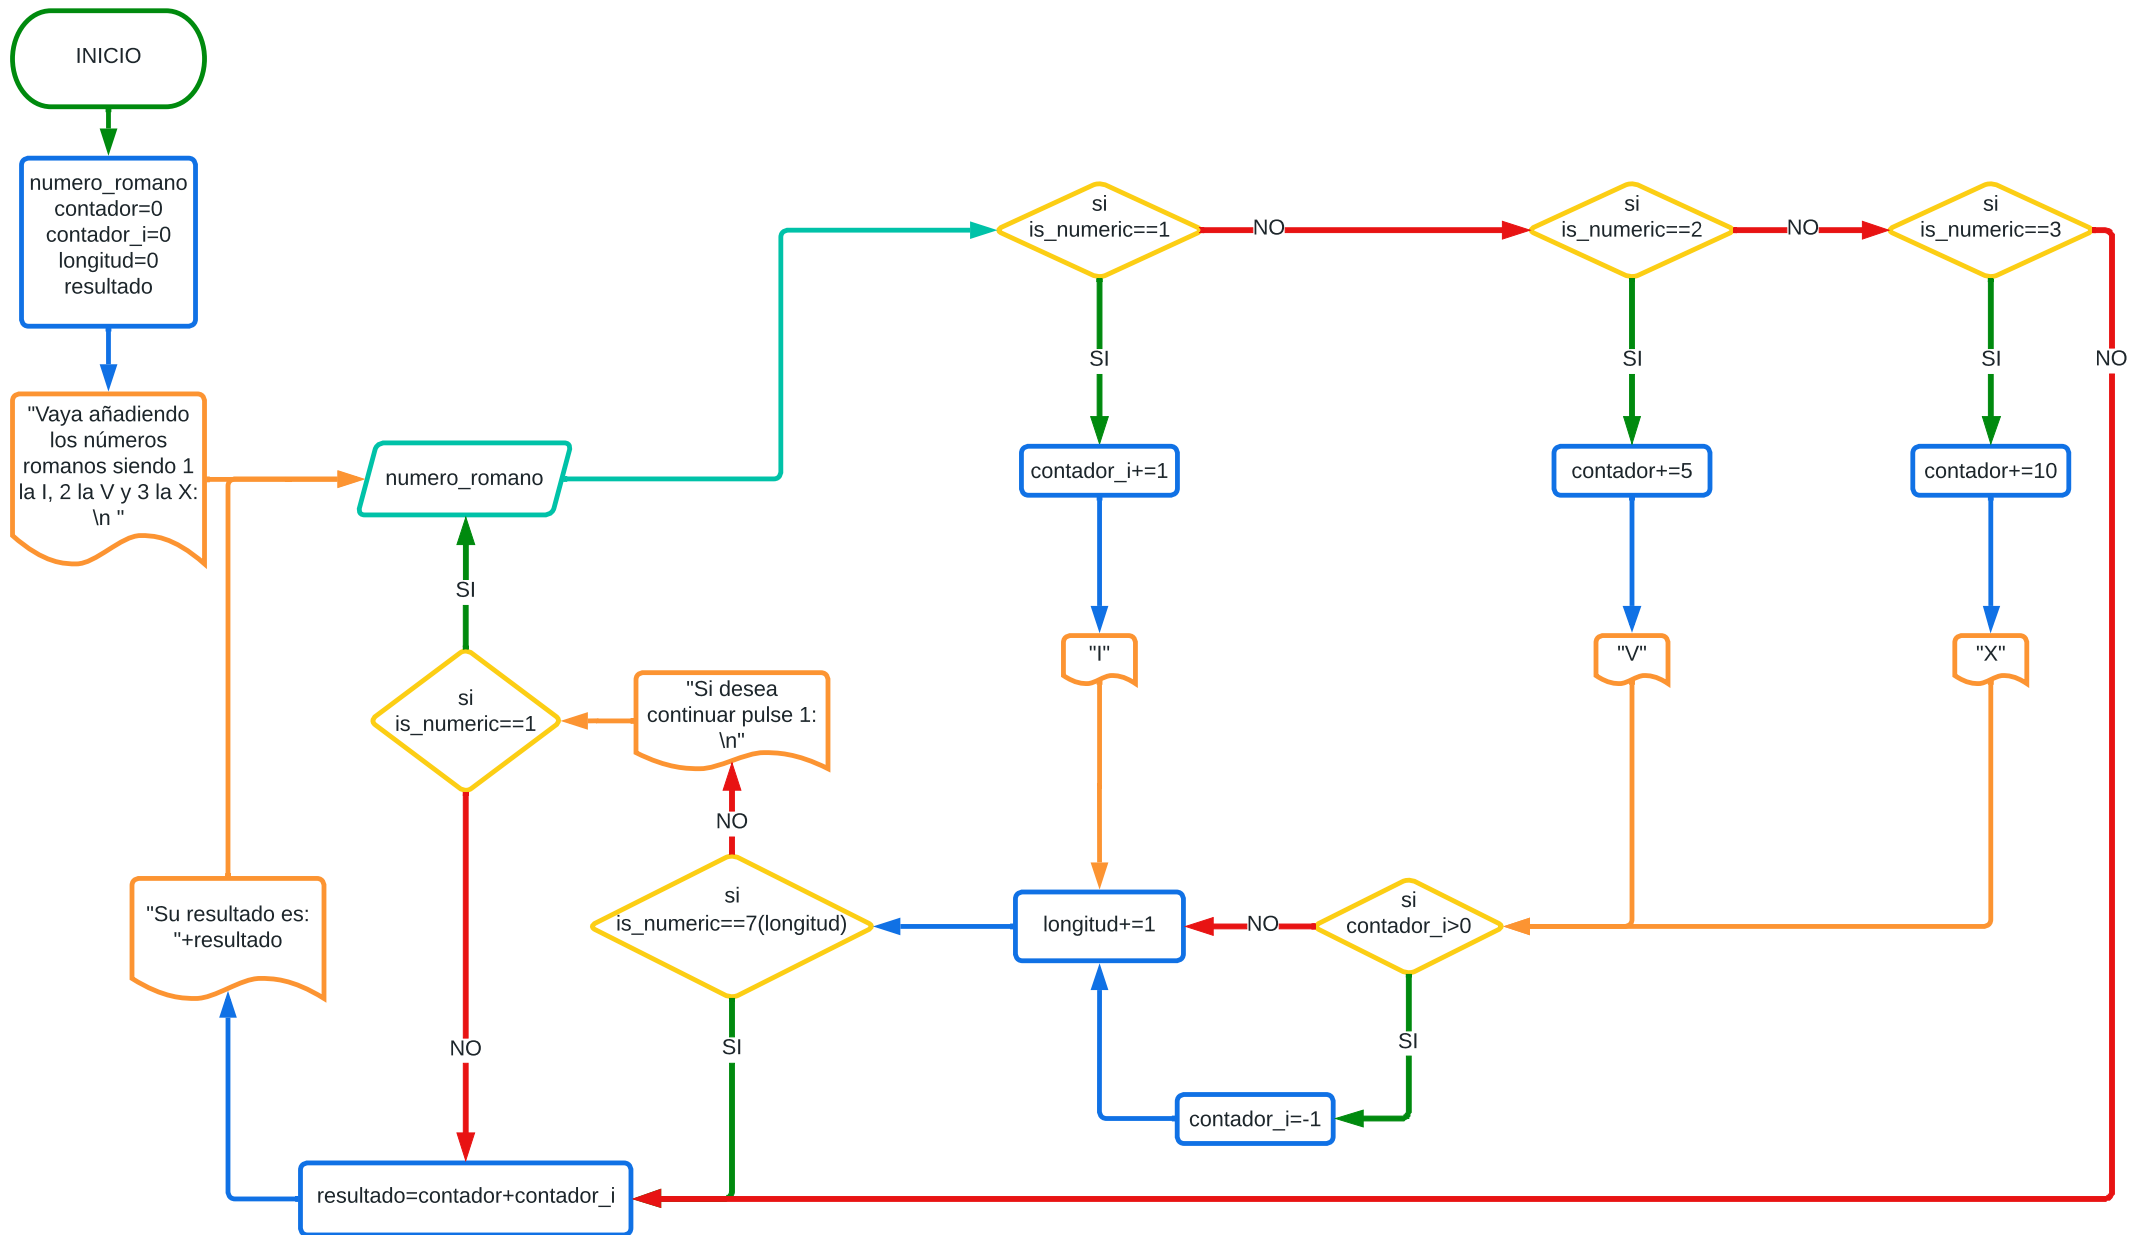 INICIO
numero_romano
contador=0
contador_i=0
longitud=0
resultado
"Vaya añadiendo
los números
romanos siendo 1
la I, 2 la V y 3 la X:
\n "
numero_romano
si
is_numeric==1
NO
si
is_numeric==2
NO
si
is_numeric==3
NO
SI
SI
SI
contador_i+=1
contador+=5
contador+=10
"I"
"V"
"X"
SI
si
is_numeric==1
"Si desea
continuar pulse 1:
\n"
NO
NO
si
is_numeric==7(longitud)
SI
longitud+=1
NO
si
contador_i>0
SI
contador_i=-1
"Su resultado es:
"+resultado
resultado=contador+contador_i